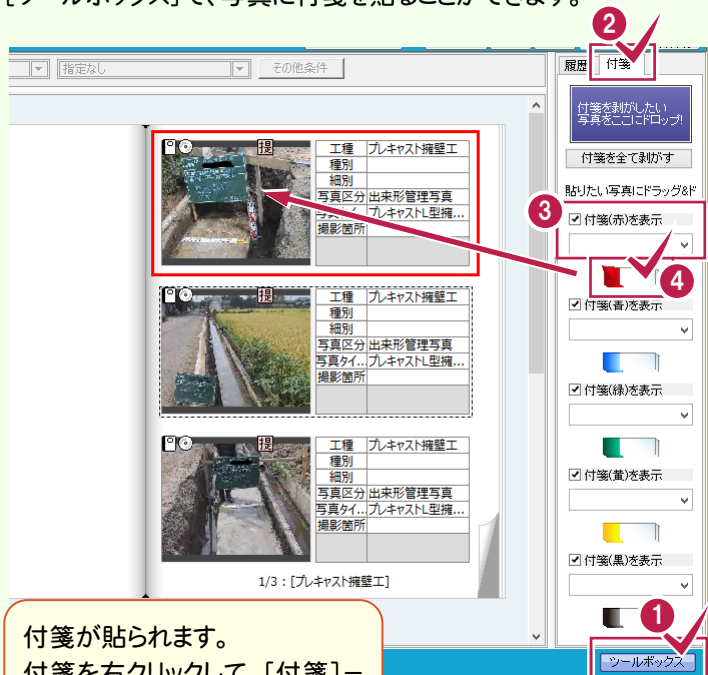 [ツールボックス]で、写真に付箋を貼ることができます。
2
指定なし
その他条件
履歴
付箋
付箋を剥がしたい
写真をここにドロップ!
付箋を全て剥がす
貼りたい写真にドラッグ&ド
3
付箋(赤)を表示
4
付箋(青)を表示
付箋(緑)を表示
付箋(黄)を表示
付箋(黒)を表示
1
ツールボックス
提
工種 プレキャスト擁壁工
種別
細別
写真区分 出来形管理写真
プレキャストL型擁...
撮影箇所
提
工種 プレキャスト擁壁工
種別
細別
写真区分 出来形管理写真
写真タイ... プレキャストL型擁...
撮影箇所
提
工種 プレキャスト擁壁工
種別
細別
写真区分 出来形管理写真
写真タイ... プレキャストL型擁...
撮影箇所
1/3 : [プレキャスト擁壁工]
付箋が貼られます。
付箋を右クリックして、[付箋]-